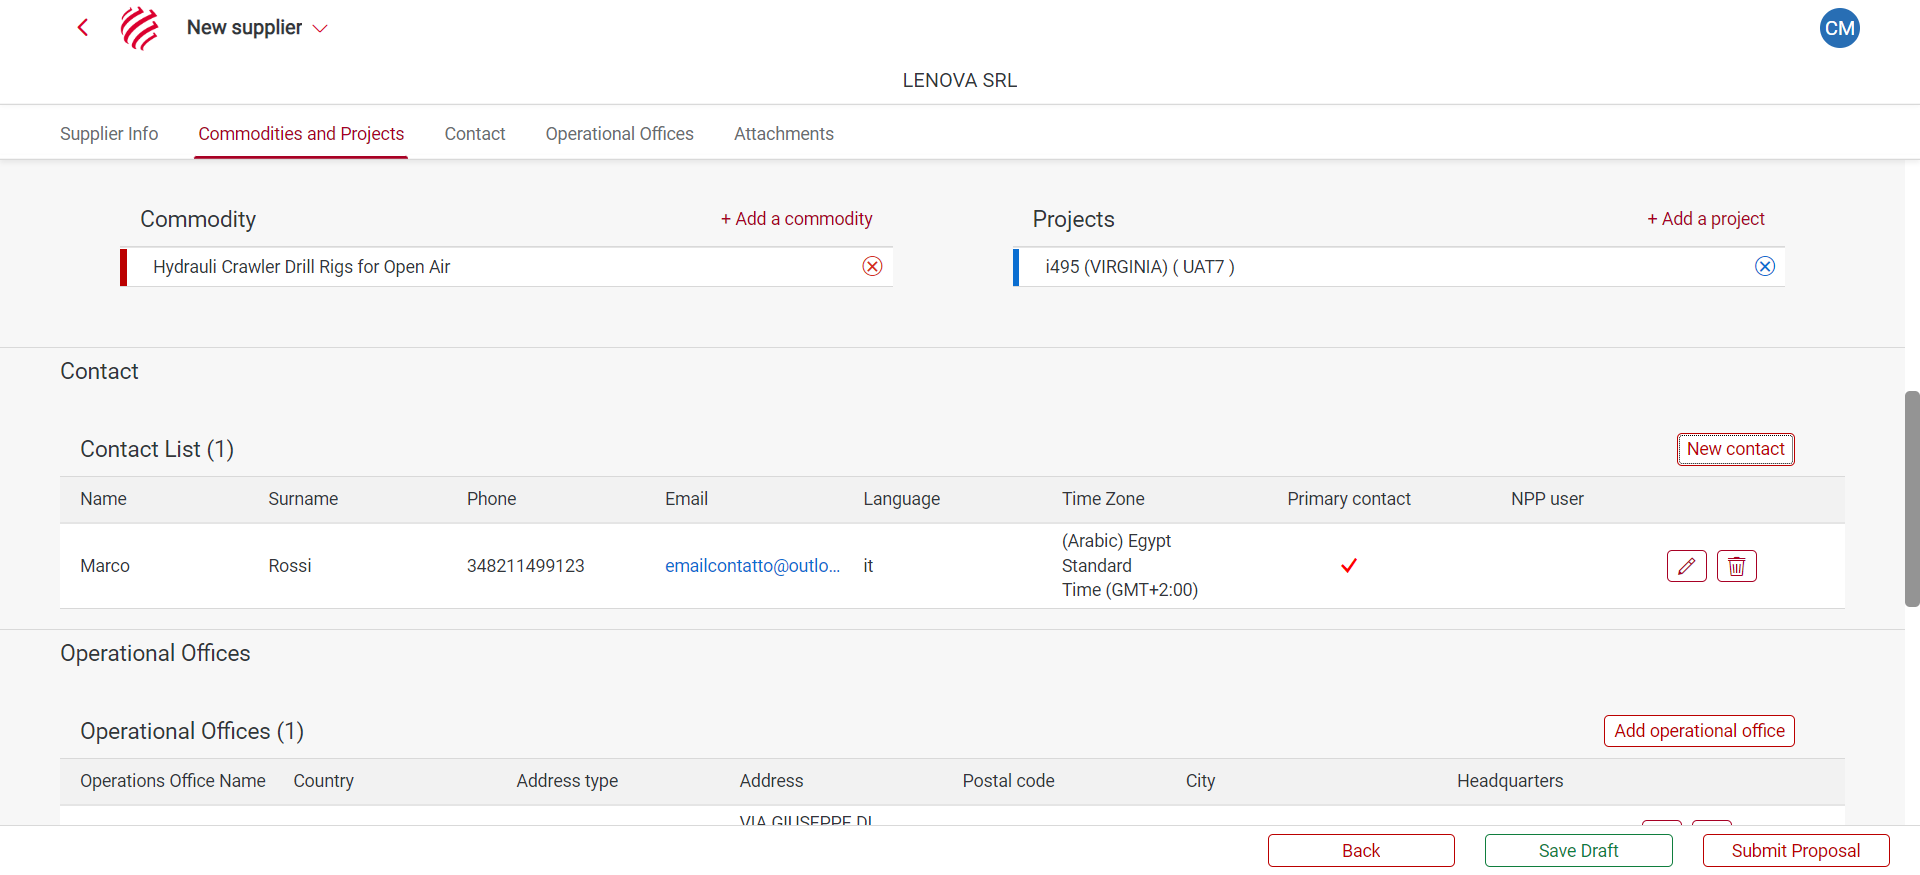 New supplier
CM
LENOVA SRL
Supplier Info Commodities and Projects Contact Operational Offices Attachments
Commodity + Add a commodity
Projects + Add a project
Hydrauli Crawler Drill Rigs for Open Air
i495 (VIRGINIA) ( UAT7 )
Contact
Contact List (1)
New contact
Name Surname Phone Email Language Time Zone Primary contact NPP user
Marco Rossi 348211499123 emailcontatto@outlo... it (Arabic) Egypt
Standard
Time (GMT+2:00)
Operational Offices
Operational Offices (1)
Add operational office
Operations Office Name Country Address type Address Postal code City Headquarters
VIA GIUSEPPE DI
Back Save Draft Submit Proposal